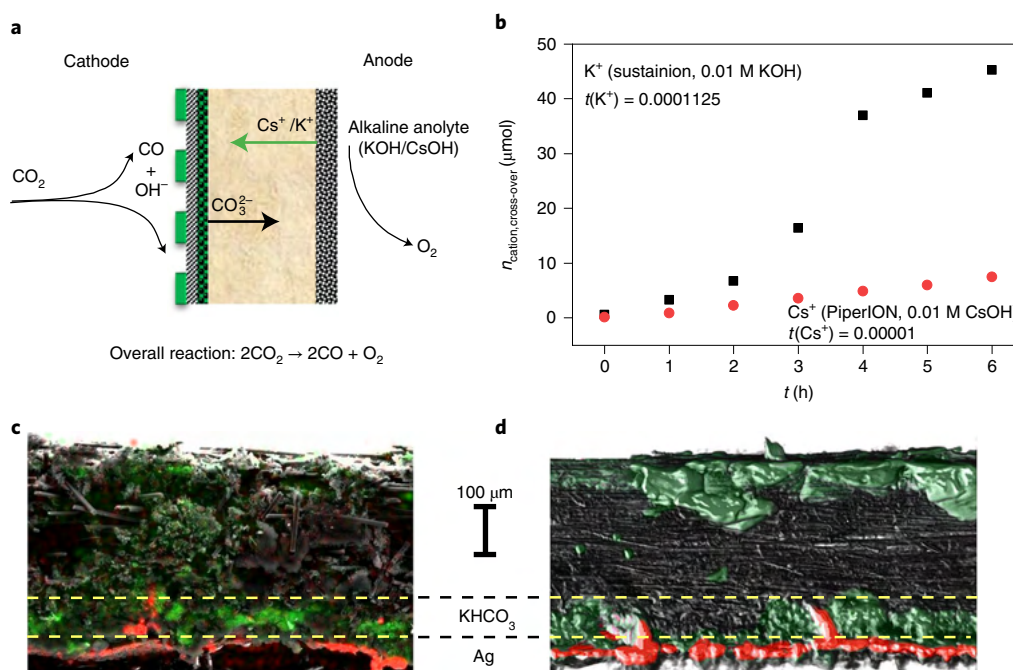 a
Cathode
Anode
CO₂
CO
+
OH⁻
Cs⁺ /K⁺
CO₃²⁻
Alkaline anolyte
(KOH/CsOH)
O₂
Overall reaction: 2CO₂ → 2CO + O₂
b
n cation,cross-over (μmol)
50
40
30
20
10
0
K⁺ (sustainion, 0.01 M KOH)
t(K⁺) = 0.0001125
Cs⁺ (PiperION, 0.01 M CsOH
t(Cs⁺) = 0.00001
0 1 2 3 4 5 6
t (h)
c
100 μm
KHCO₃
Ag
d